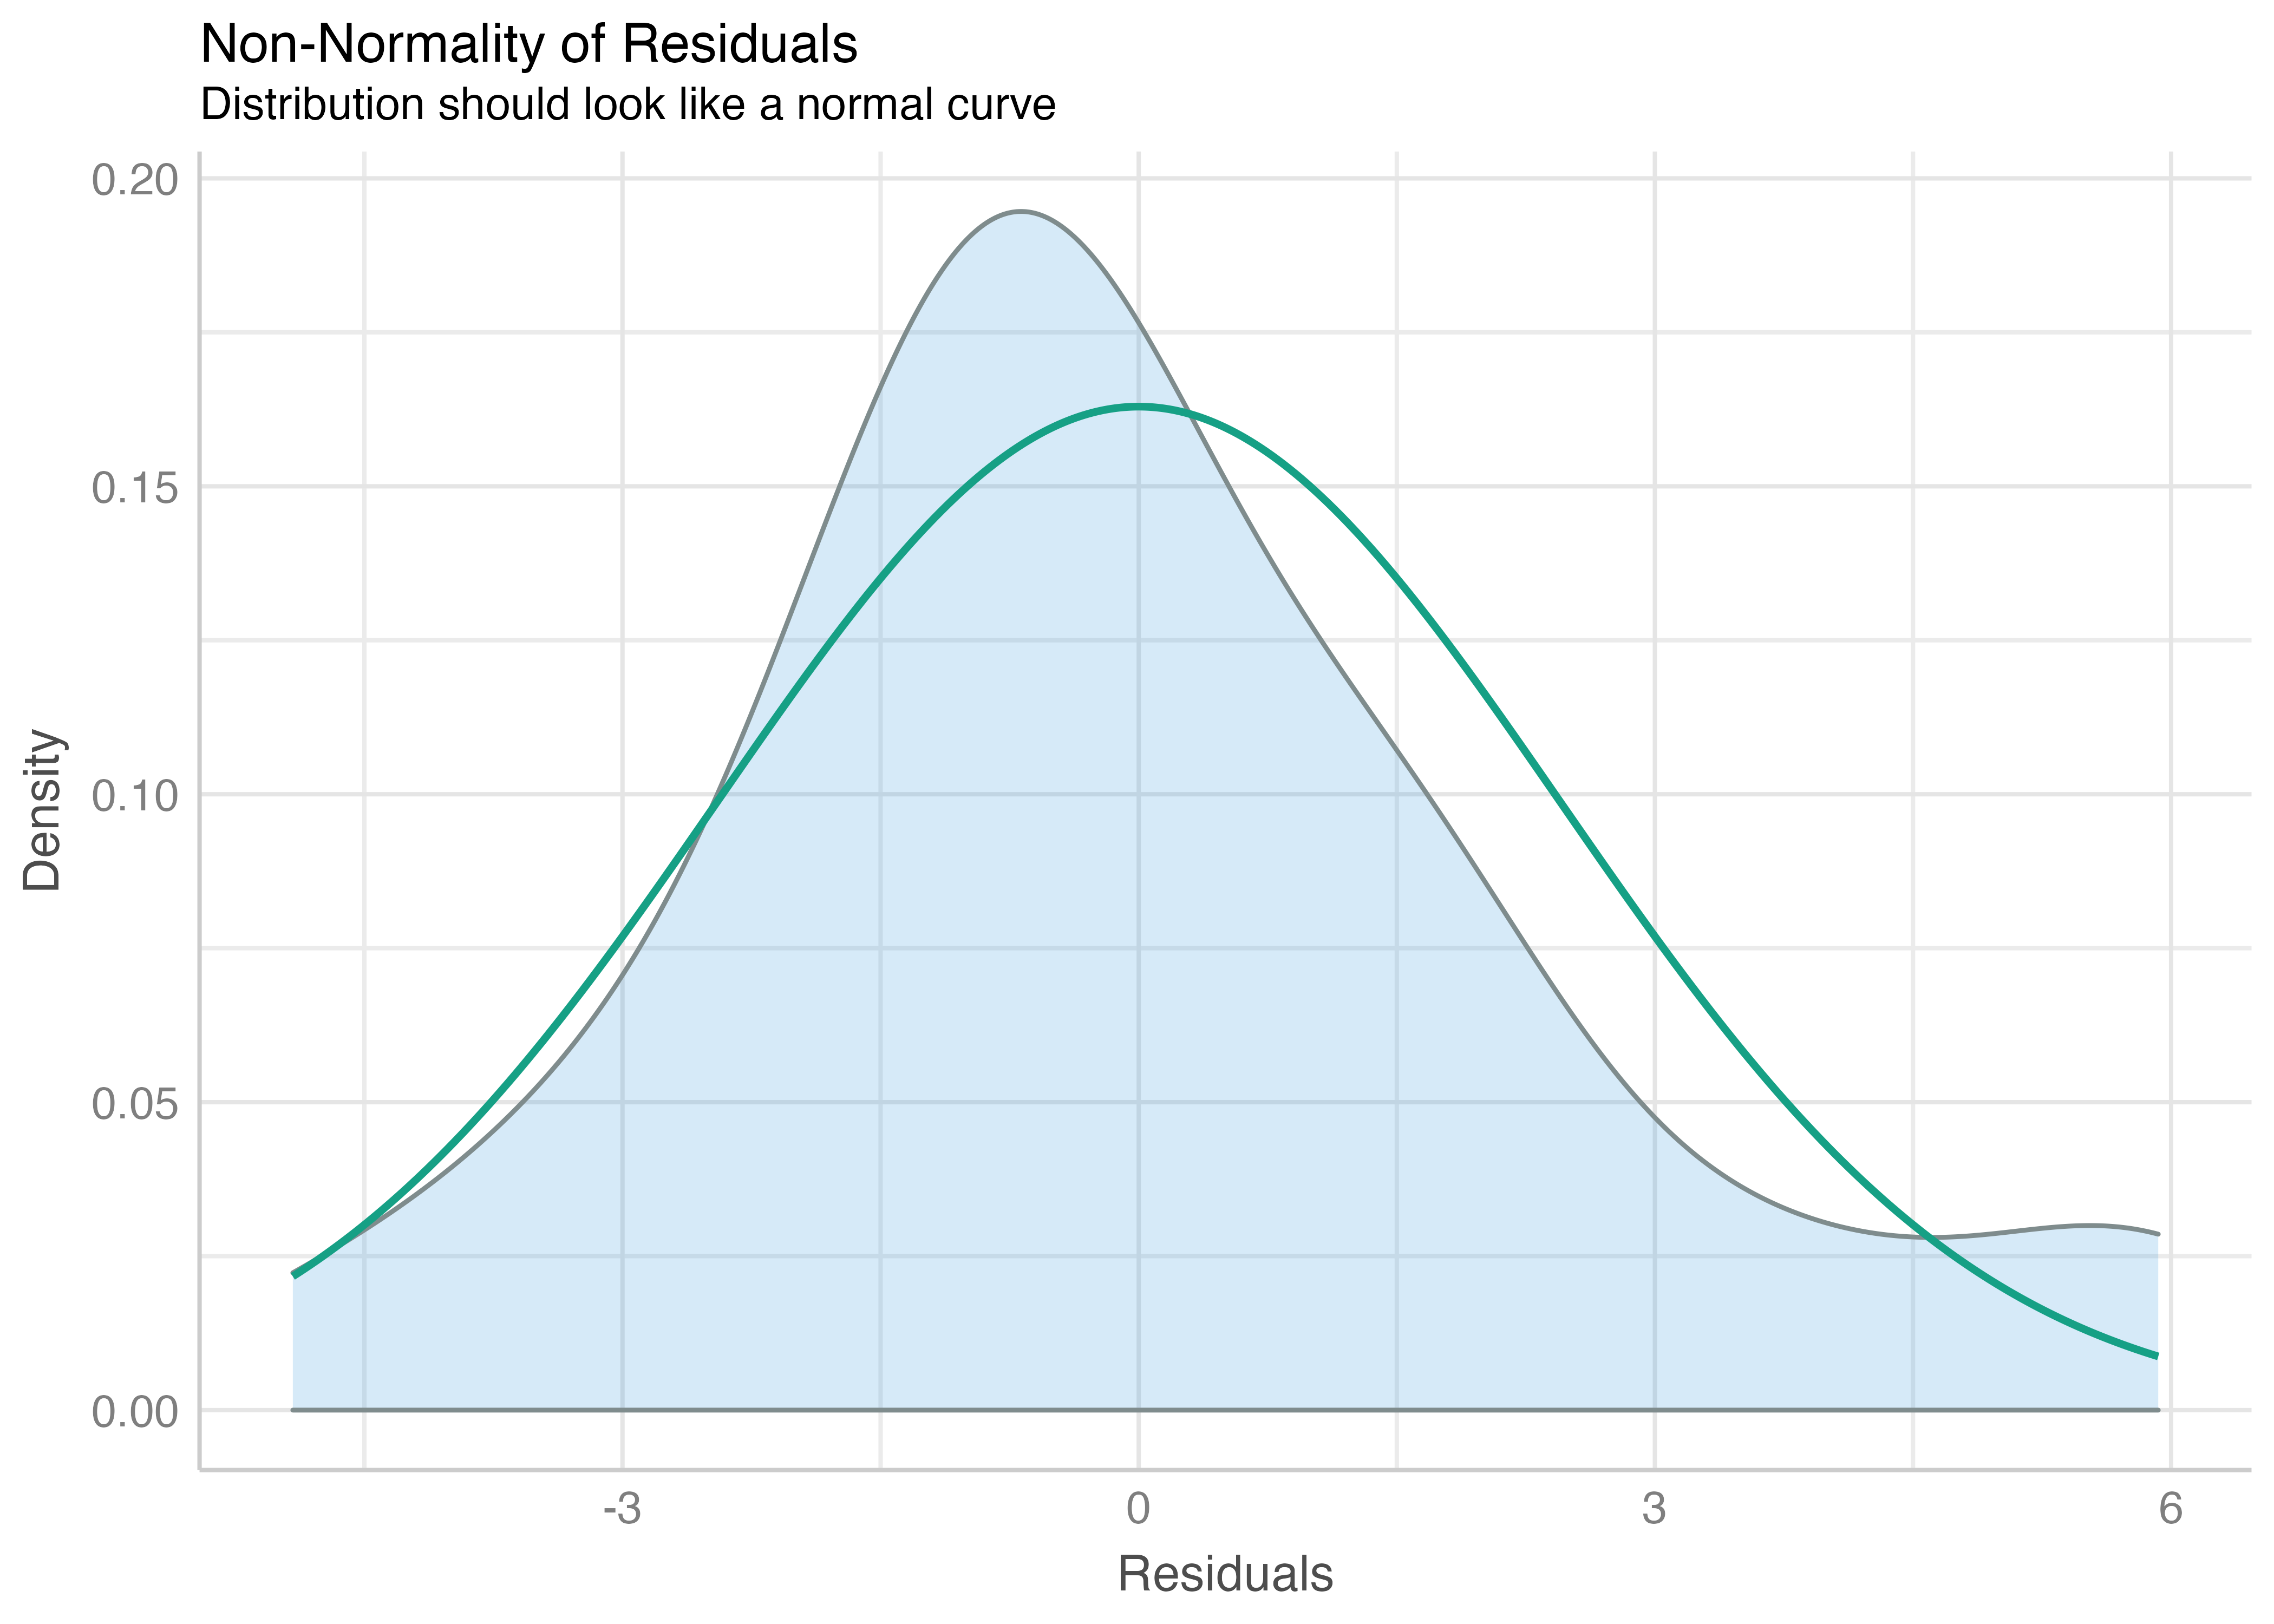 Non-Normality of Residuals
Distribution should look like a normal curve
0.20
0.15
0.10
0.05
0.00
Density
-3
0
3
6
Residuals